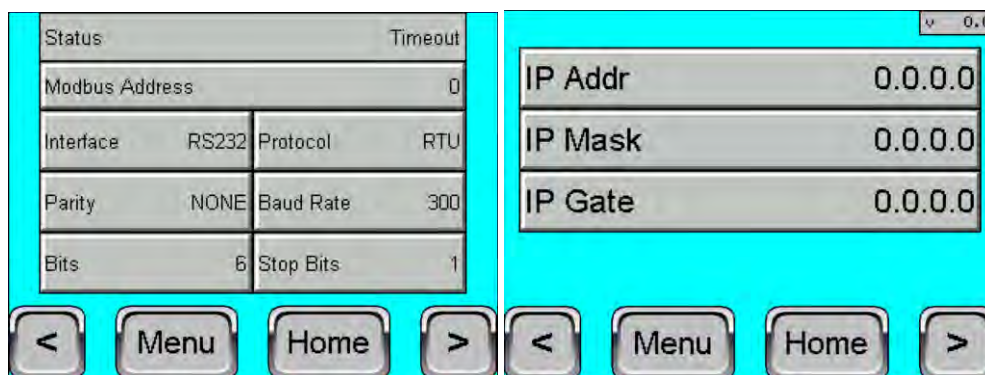 Status Timeout
Modbus Address 0
Interface RS232 Protocol RTU
Parity NONE Baud Rate 300
Bits 6 Stop Bits 1
< Menu Home >
v 0.
IP Addr 0.0.0.0
IP Mask 0.0.0.0
IP Gate 0.0.0.0
< Menu Home >